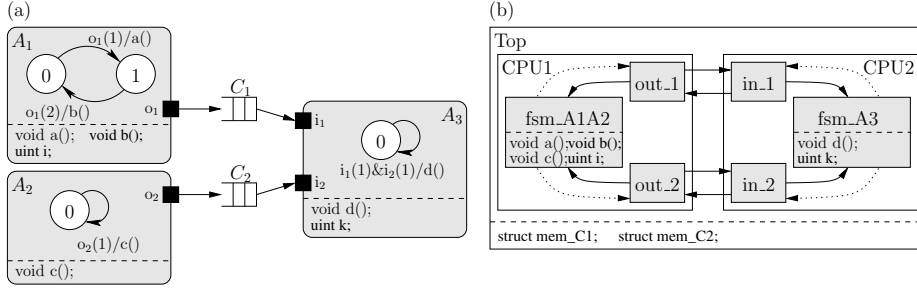 (a)
A₁
o₁(1)/a()
0
1
o₁(2)/b()
o₁
void a(); void b();
uint i;
C₁
A₂
0
o₂(1)/c()
o₂
void c();
C₂
A₃
i₁
0
i₁(1)&i₂(1)/d()
i₂
void d();
uint k;
(b)
Top
CPU1
CPU2
out_1
in_1
fsm_A1A2
void a();void b();
void c();uint i;
fsm_A3
void d();
uint k;
out_2
in_2
struct mem_C1; struct mem_C2;